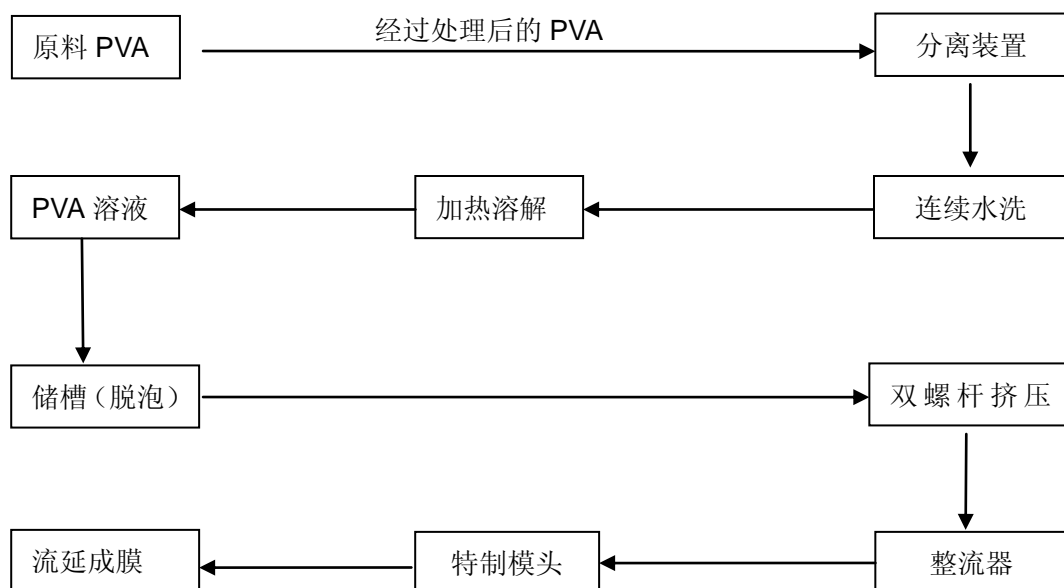 原料 PVA
经过处理后的 PVA
分离装置
PVA 溶液
加热溶解
连续水洗
储槽（脱泡）
双螺杆挤压
流延成膜
特制模头
整流器